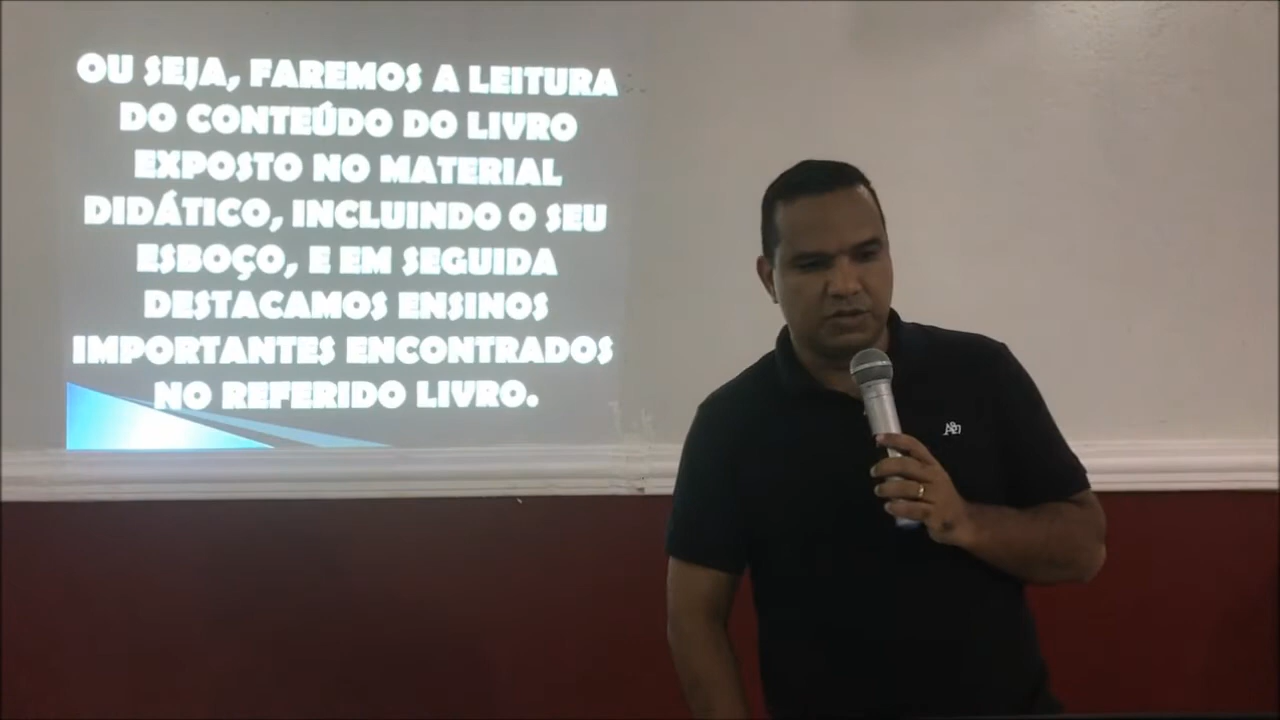 OU SEJA, FAREMOS A LEITURA
DO CONTEÚDO DO LIVRO
EXPOSTO NO MATERIAL
DIDÁTICO, INCLUINDO O SEU
ESBOÇO, E EM SEGUIDA
DESTACAMOS ENSINOS
IMPORTANTES ENCONTRADOS
NO REFERIDO LIVRO.